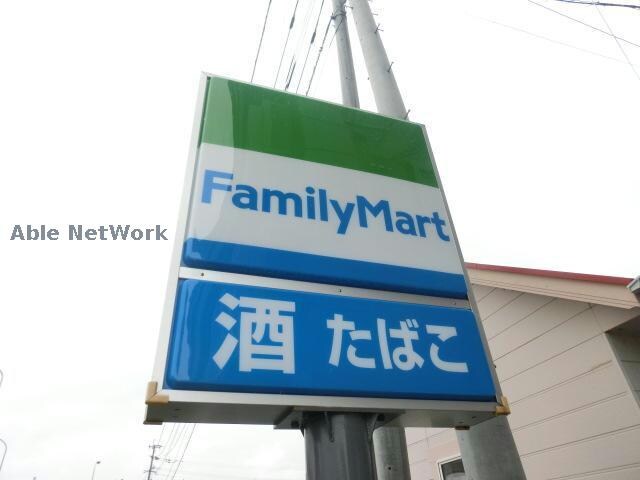 FamilyMart
Able NetWork
酒 たばこ